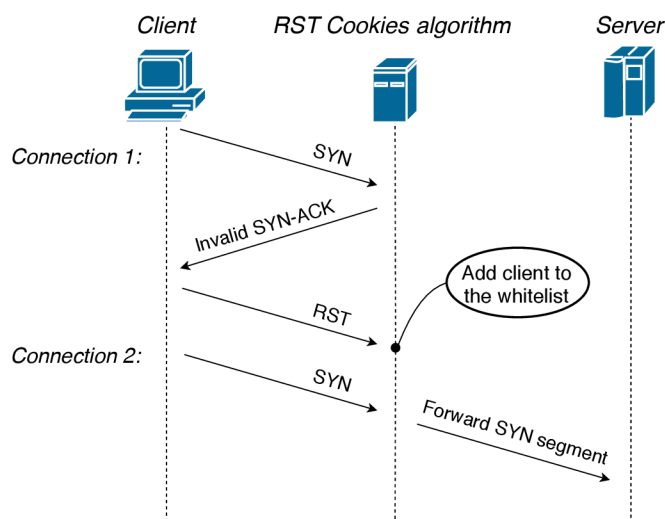 Client
RST Cookies algorithm
Server
Connection 1:
SYN
Invalid SYN-ACK
Add client to
the whitelist
RST
Connection 2:
SYN
Forward SYN segment